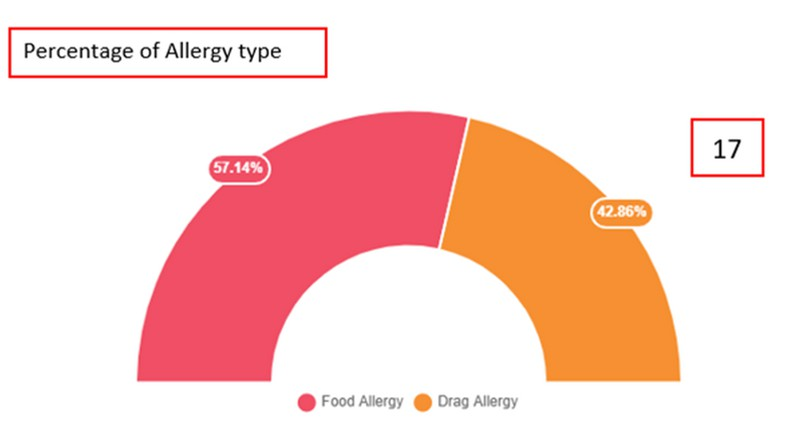 Percentage of Allergy type
17
57.14%
42.86%
Food Allergy
Drag Allergy